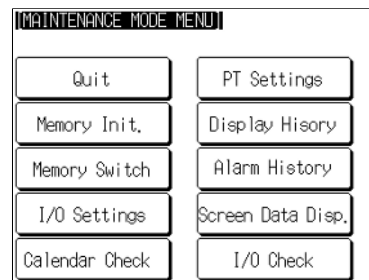 [MAINTENANCE MODE MENU]
Quit
PT Settings
Memory Init.
Display Hisory
Memory Switch
Alarm History
I/O Settings
Screen Data Disp.
Calendar Check
I/O Check